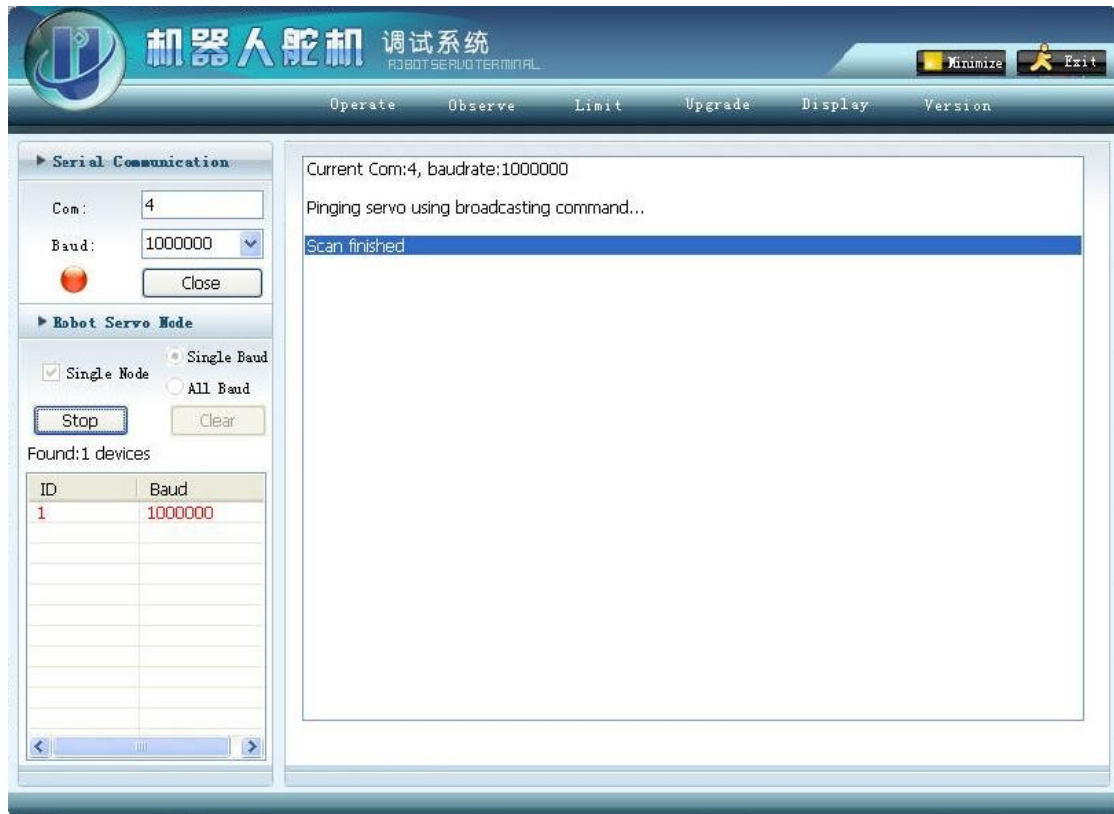 机器人舵机 调试系统
ROBOT SERVO TERMINAL
Minimize
Exit
Operate Observe Limit Upgrade Display Version
Serial Communication
Com: 4
Baud: 1000000
Close
Robot Servo Node
Single Node
Single Baud
All Baud
Stop
Clear
Found:1 devices
ID Baud
1 1000000
Current Com:4, baudrate:1000000
Pinging servo using broadcasting command...
Scan finished